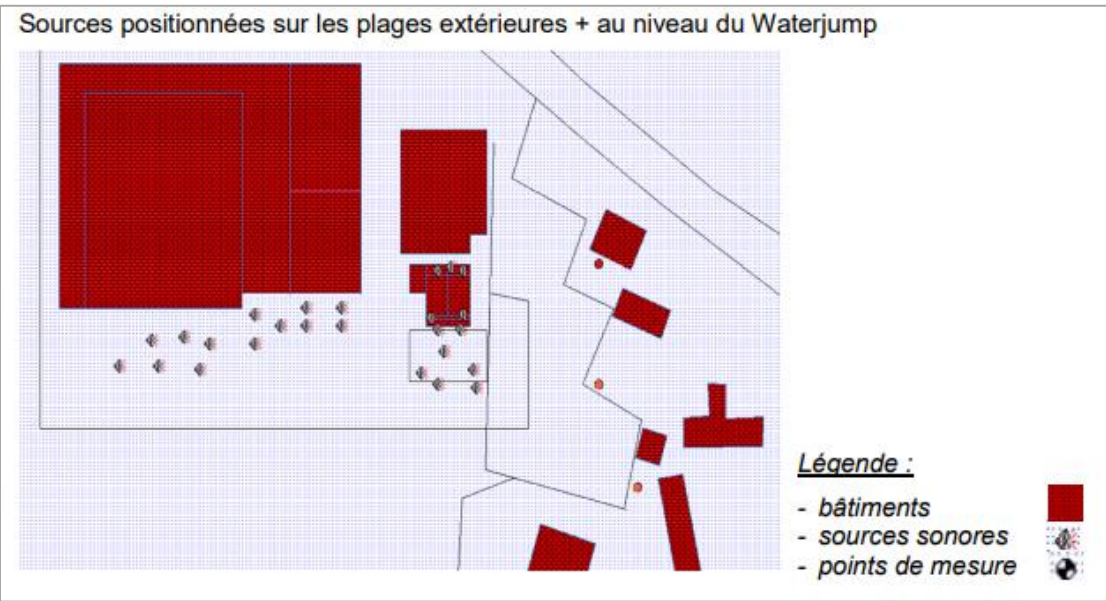 Sources positionnées sur les plages extérieures + au niveau du Waterjump
Légende :
- bâtiments
- sources sonores
- points de mesure